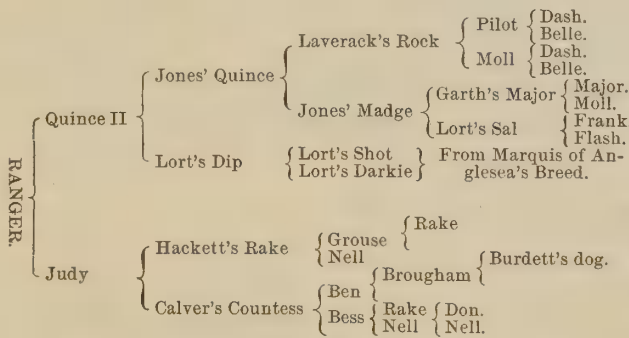 Dash.
Pilot Belle.
Laverack's Rock
Dash.
Moll Belle.
Jones' Quince
Major.
Garth's Major Moll.
Jones' Madge
Lort's Sal Frank
Flash.
Quince II
Lort's Shot From Marquis of An-
Lort's Dip
Lort's Darkie glesea's Breed.
RANGER.
Rake
Hackett's Rake Grouse
Nell
Judy
Burdett's dog.
Brougham
Ben
Calver's Countess
Bess Rake Don.
Nell Nell.